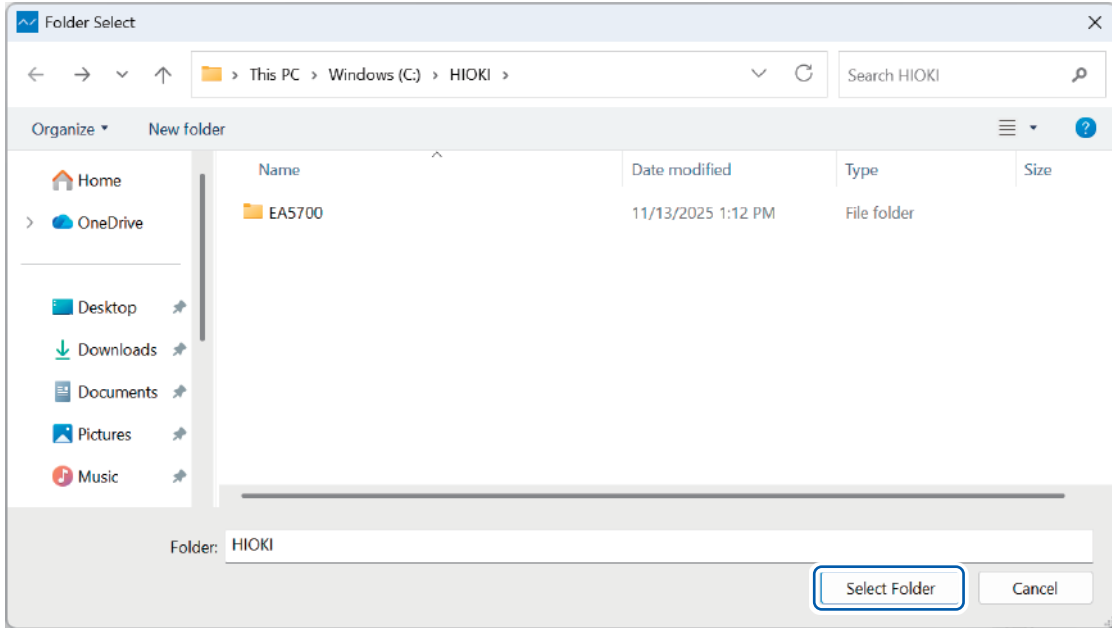 Folder Select
This PC > Windows (C:) > HIOKI >
Search HIOKI
Organize
New folder
Name
Date modified
Type
Size
EA5700
11/13/2025 1:12 PM
File folder
Home
OneDrive
Desktop
Downloads
Documents
Pictures
Music
Folder: HIOKI
Select Folder
Cancel